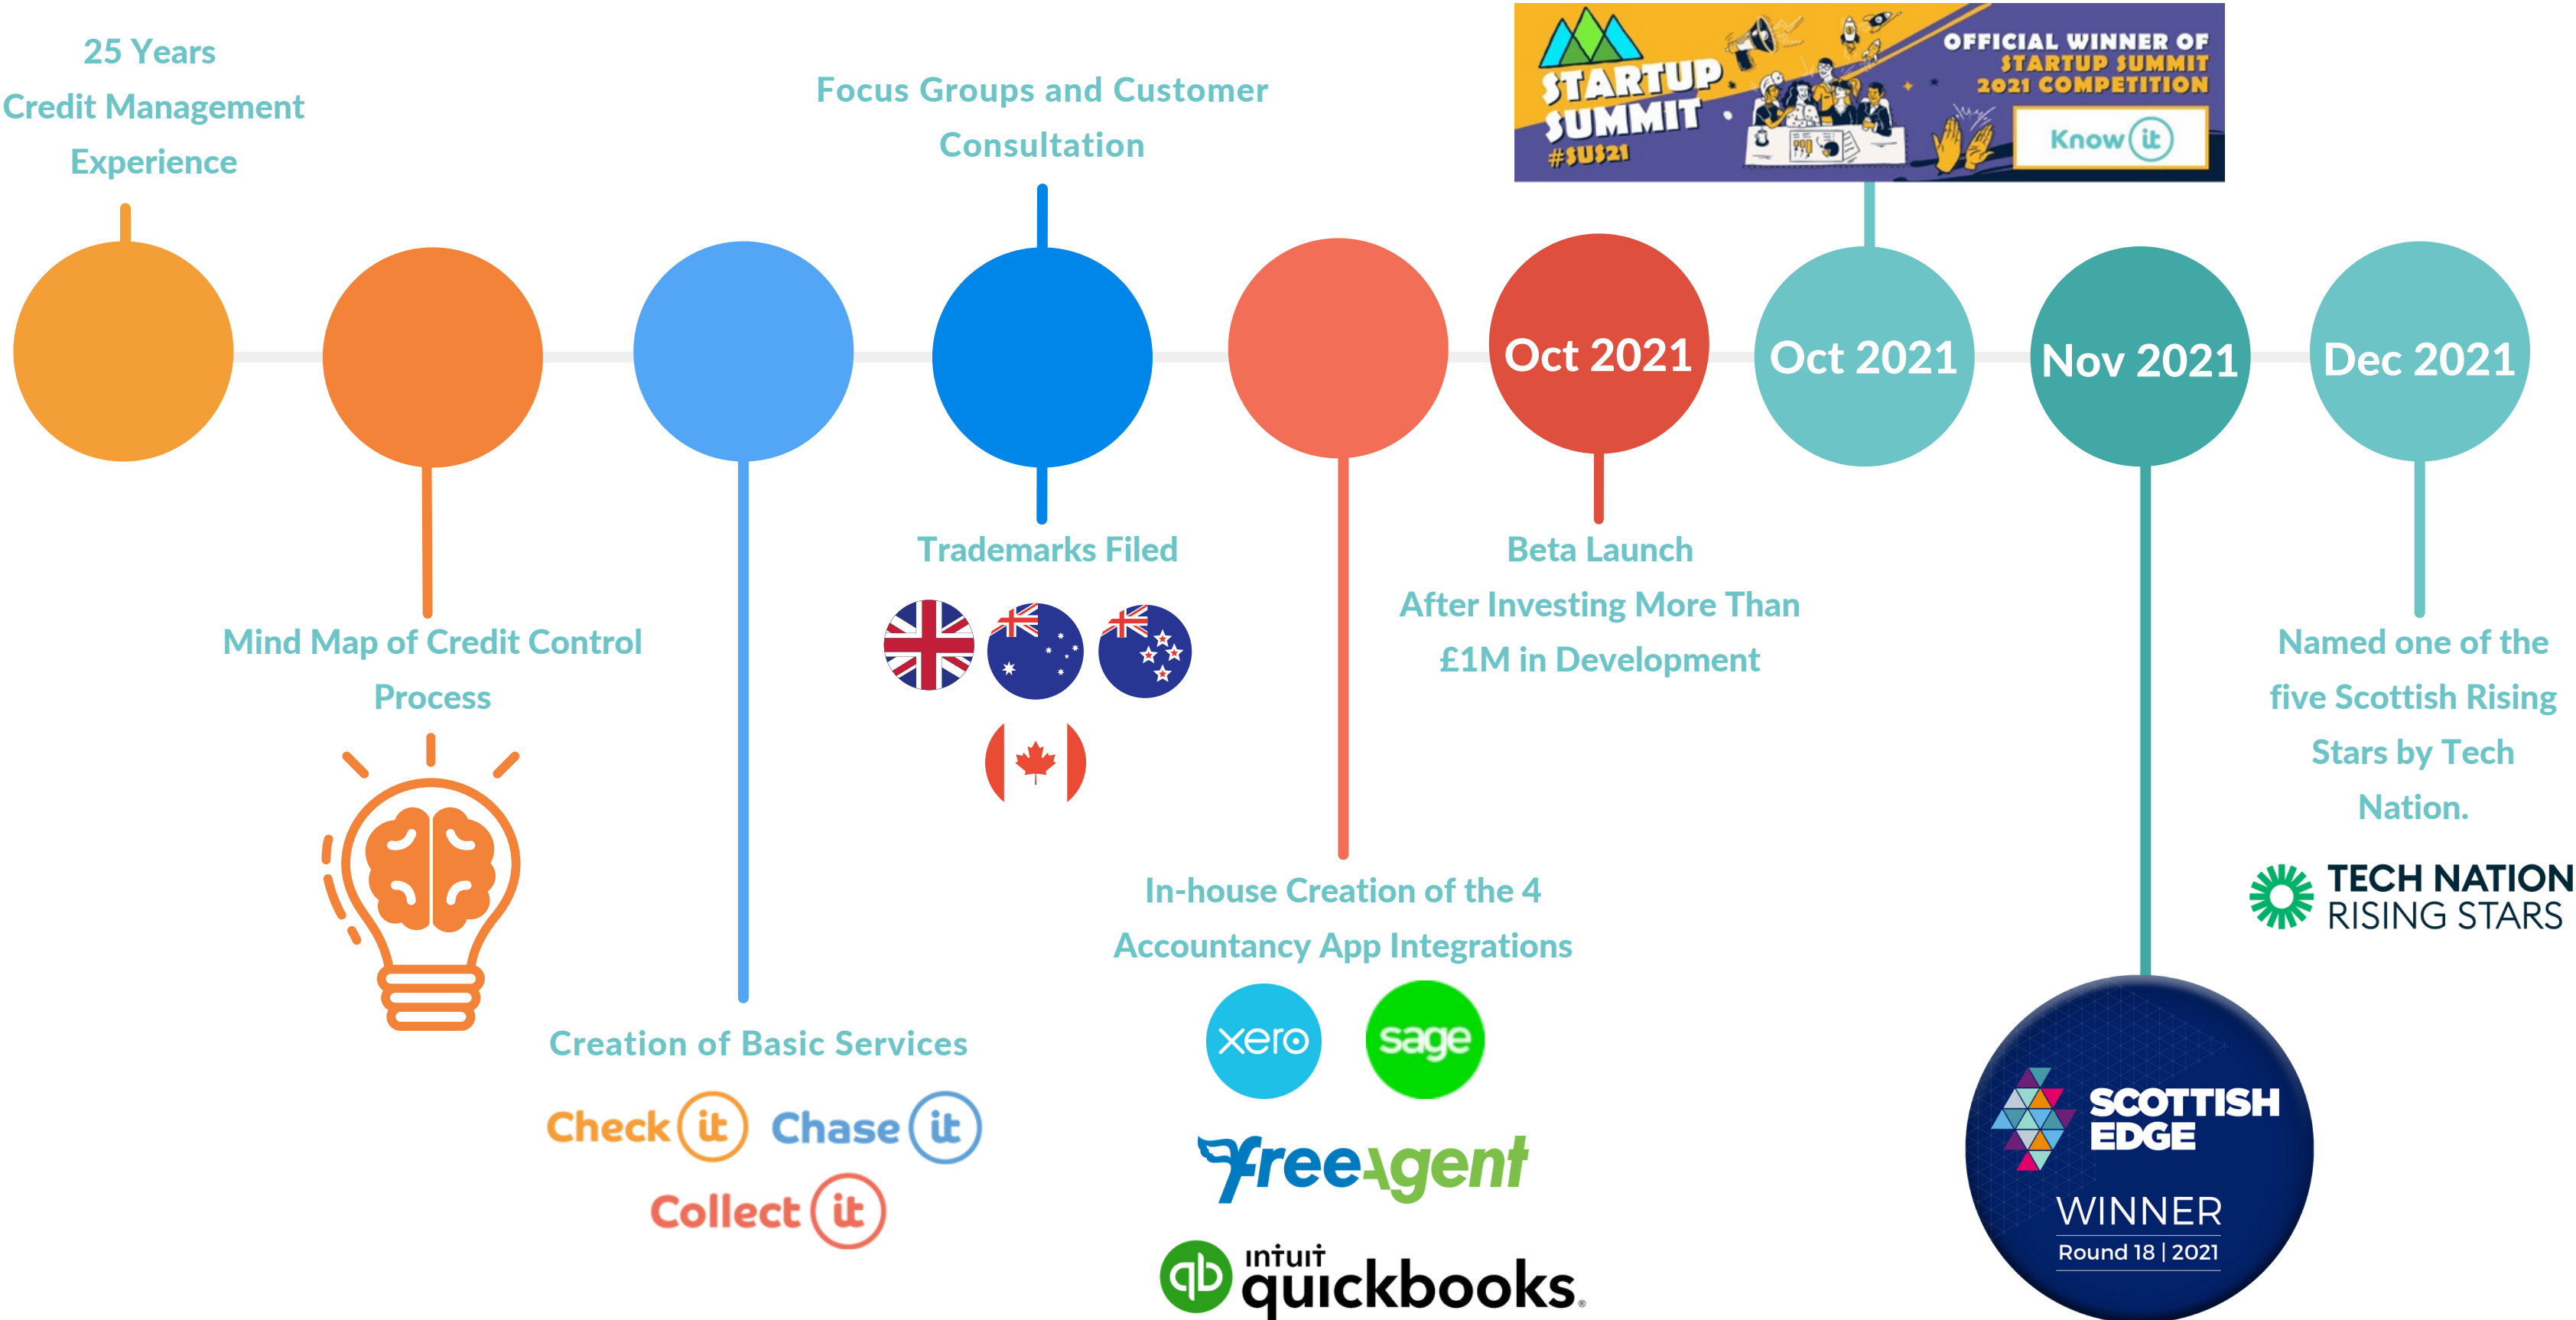 25 Years
Credit Management
Experience
Focus Groups and Customer
Consultation
STARTUP
SUMMIT
#SUS21
OFFICIAL WINNER OF
STARTUP SUMMIT
2021 COMPETITION
Know it
Oct 2021
Oct 2021
Nov 2021
Dec 2021
Mind Map of Credit Control
Process
Creation of Basic Services
Check it
Chase it
Collect it
Trademarks Filed
In-house Creation of the 4
Accountancy App Integrations
xero
sage
freeAgent
intuit
quickbooks®
Beta Launch
After Investing More Than
£1M in Development
SCOTTISH
EDGE
WINNER
Round 18 | 2021
Named one of the
five Scottish Rising
Stars by Tech
Nation.
TECH NATION
RISING STARS
qb